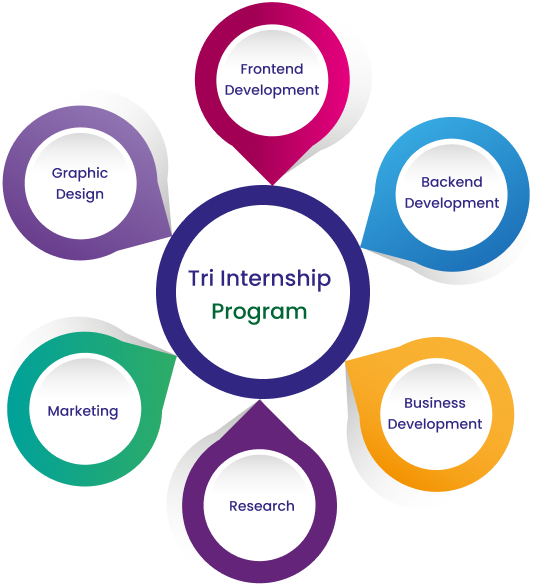 Frontend
Development
Graphic
Design
Backend
Development
Tri Internship
Program
Marketing
Business
Development
Research